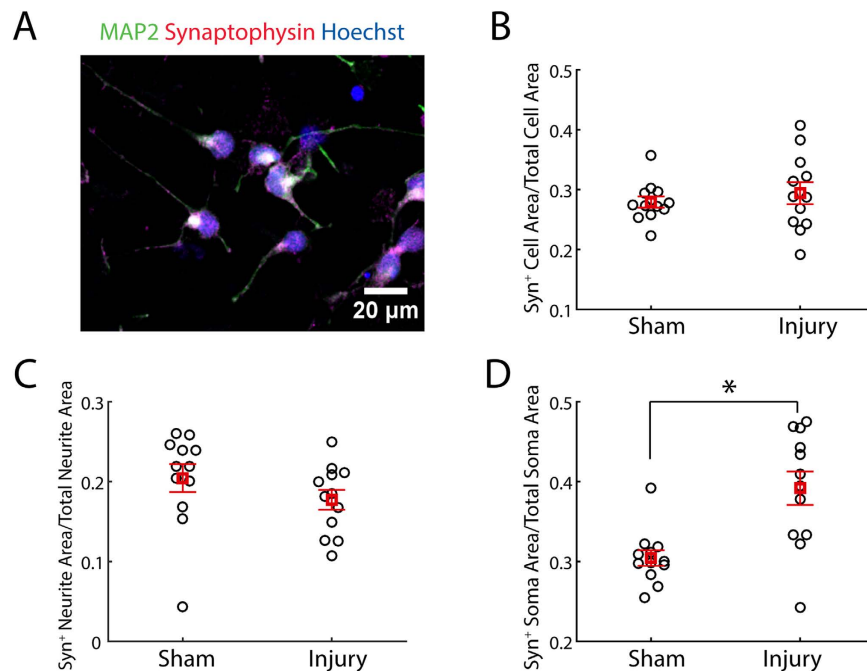 A
MAP2 Synaptophysin Hoechst
20 µm
B
Syn⁺ Cell Area/Total Cell Area
0.5
0.4
0.3
0.2
0.1
Sham
Injury
C
Syn⁺ Neurite Area/Total Neurite Area
0.3
0.2
0.1
0
Sham
Injury
D
Syn⁺ Soma Area/Total Soma Area
0.5
0.4
0.3
0.2
*
Sham
Injury